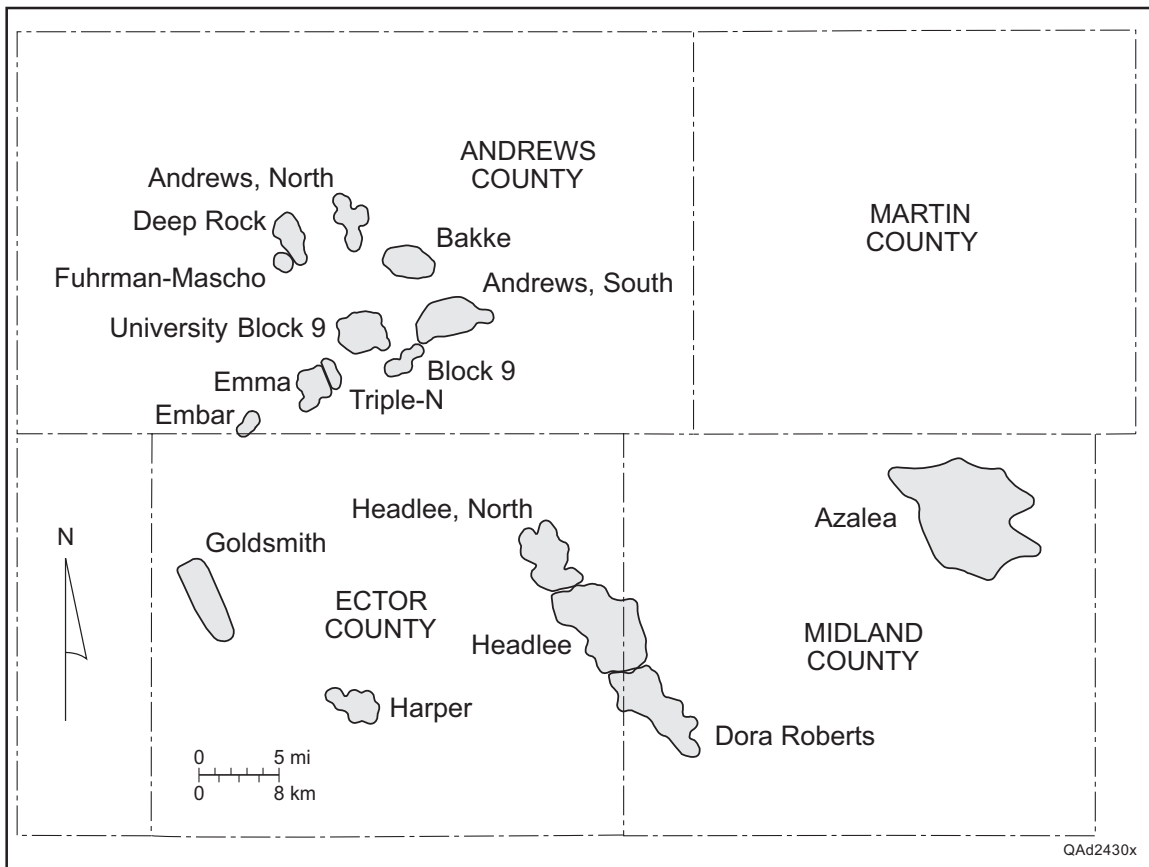 ANDREWS
COUNTY
Andrews, North
Deep Rock
MARTIN
COUNTY
Bakke
Fuhrman-Mascho
Andrews, South
University Block 9
Block 9
Emma
Triple-N
Embar
Headlee, North
Azalea
N
Goldsmith
ECTOR
COUNTY
MIDLAND
COUNTY
Headlee
Harper
Dora Roberts
0 5 mi
0 8 km
QAd2430x